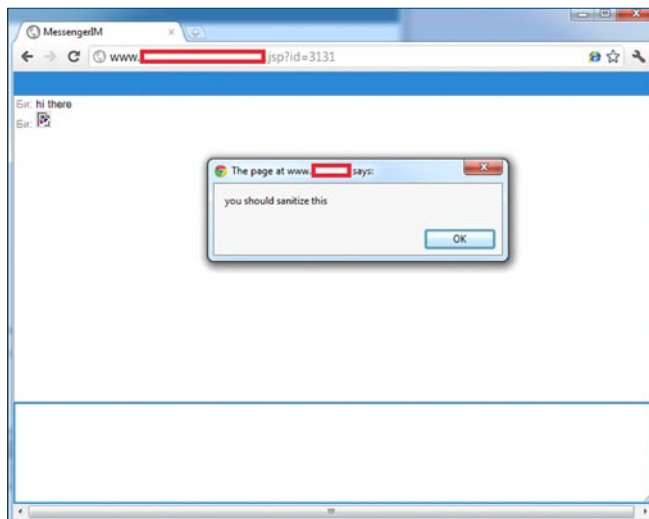 MessengerIM
www. .jsp?id=3131
Би: hi there
Би:
The page at www. says:
you should sanitize this
OK